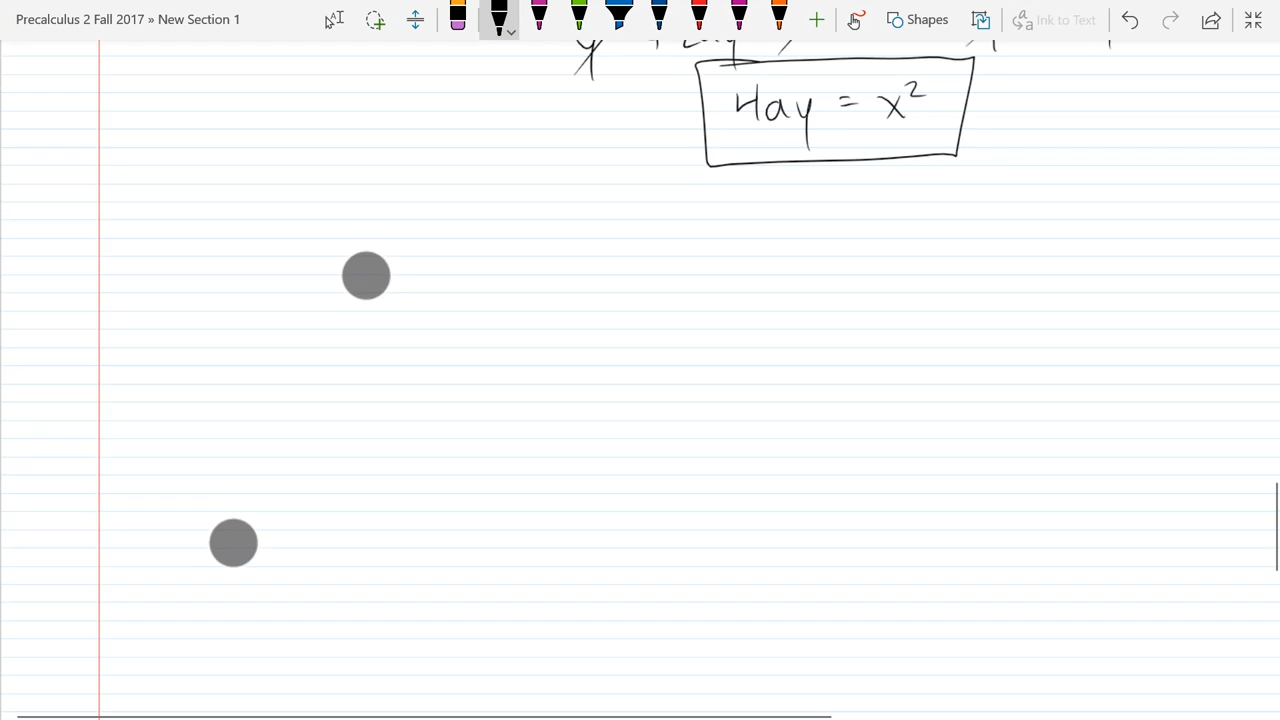 Precalculus 2 Fall 2017 » New Section 1 Shapes Ink to Text
4ay = x²